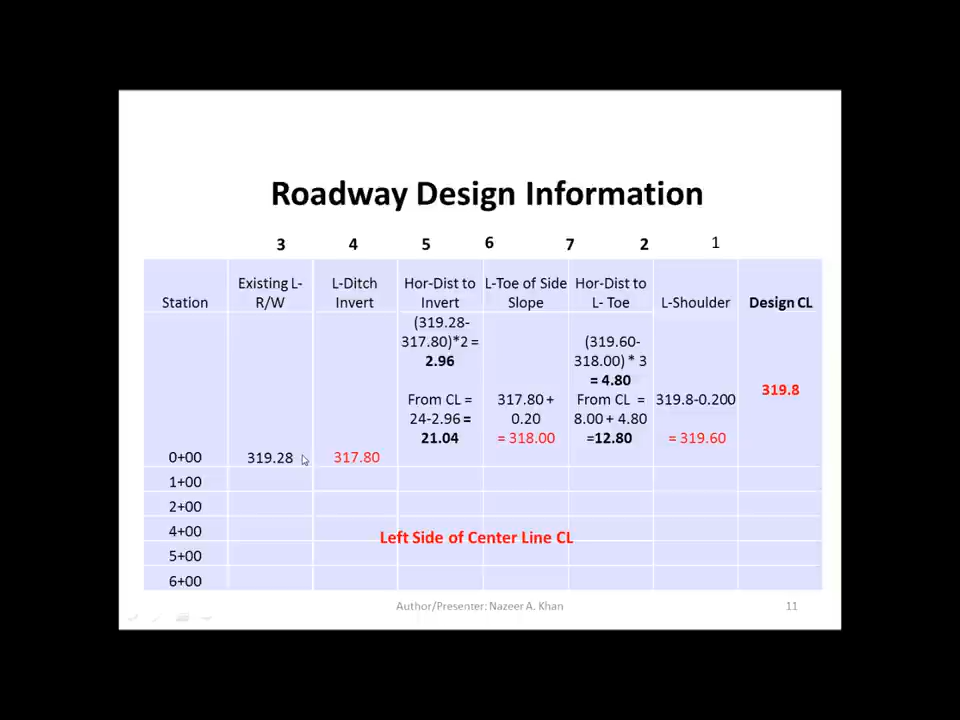 Roadway Design Information
3 4 5 6 7 2 1
Station
Existing L-
R/W
L-Ditch
Invert
Hor-Dist to
Invert
L-Toe of Side
Slope
Hor-Dist to
L- Toe
L-Shoulder
Design CL
0+00
319.28
317.80
(319.28-
317.80)*2 =
2.96
From CL =
24-2.96 =
21.04
317.80 +
0.20
= 318.00
(319.60-
318.00) * 3
= 4.80
From CL =
8.00 + 4.80
=12.80
319.8-0.200
= 319.60
319.8
1+00
2+00
4+00
5+00
6+00
Left Side of Center Line CL
Author/Presenter: Nazeer A. Khan
11